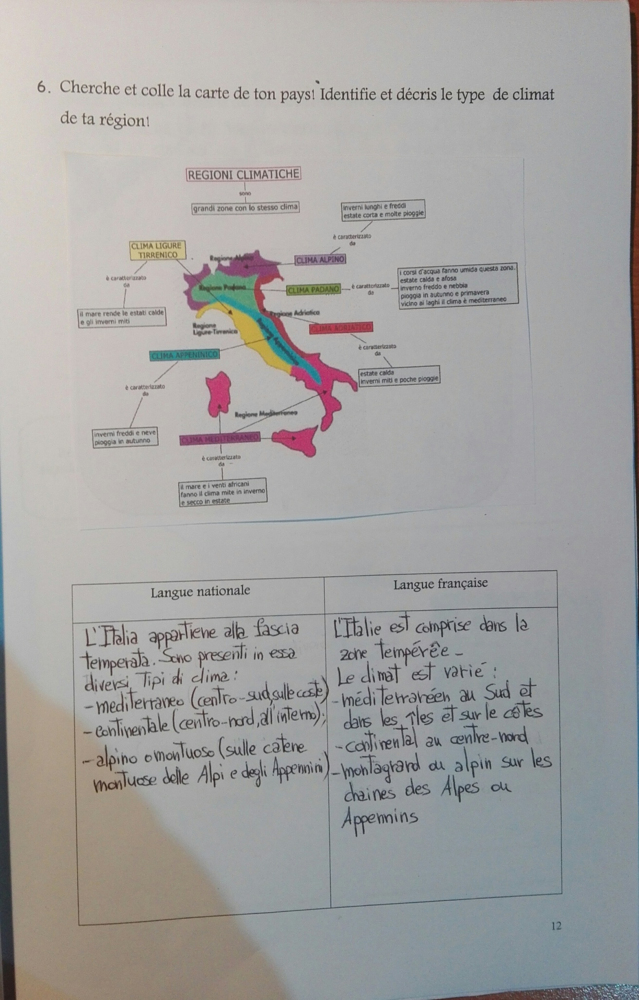 6. Cherche et colle la carte de ton pays! Identifie et décris le type de climat
de ta région!
REGIONI CLIMATICHE
sono
grandi zone con lo stesso clima
inverni lunghi e freddi
estate corta e molte pioggie
è caratterizzato
da
CLIMA LIGURE
TIRRENICO
Regione Alpina
CLIMA ALPINO
è caratterizzato
da
i corsi d'acqua fanno umida questa zona.
estate calda e afosa
inverno freddo e nebbia
pioggia in autunno e primavera
vicino ai laghi il clima è mediterraneo
Regione Padana
CLIMA PADANO
è caratterizzato
da
il mare rende le estati calde
e gli inverni miti
Regione Adriatica
Regione
Ligure-Tirrenica
CLIMA ADRIATICO
Regione Appenninica
CLIMA APPENINICO
è caratterizzato
da
estate calda
inverni miti e poche pioggie
è caratterizzato
da
Regione Mediterranea
inverni freddi e neve
pioggia in autunno
CLIMA MEDITERRANEO
è caratterizzato
da
il mare e i venti africani
fanno il clima mite in inverno
e secco in estate
Langue nationale
L'Italia appartiene alla fascia
temperata. Sono presenti in essa
diversi tipi di clima:
- mediterraneo (centro-sud, sulle coste)
- continentale (centro-nord, all'interno);
- alpino o montuoso (sulle catene
montuose delle Alpi e degli Appennini)
Langue française
L'Italie est comprise dans la
zone tempérêe -
Le climat est varié :
- méditerranéen au Sud et
dans les îles et sur le côtes
- continental au centre-nord
- montagnard ou alpin sur les
chaines des Alpes ou
Appennins
12